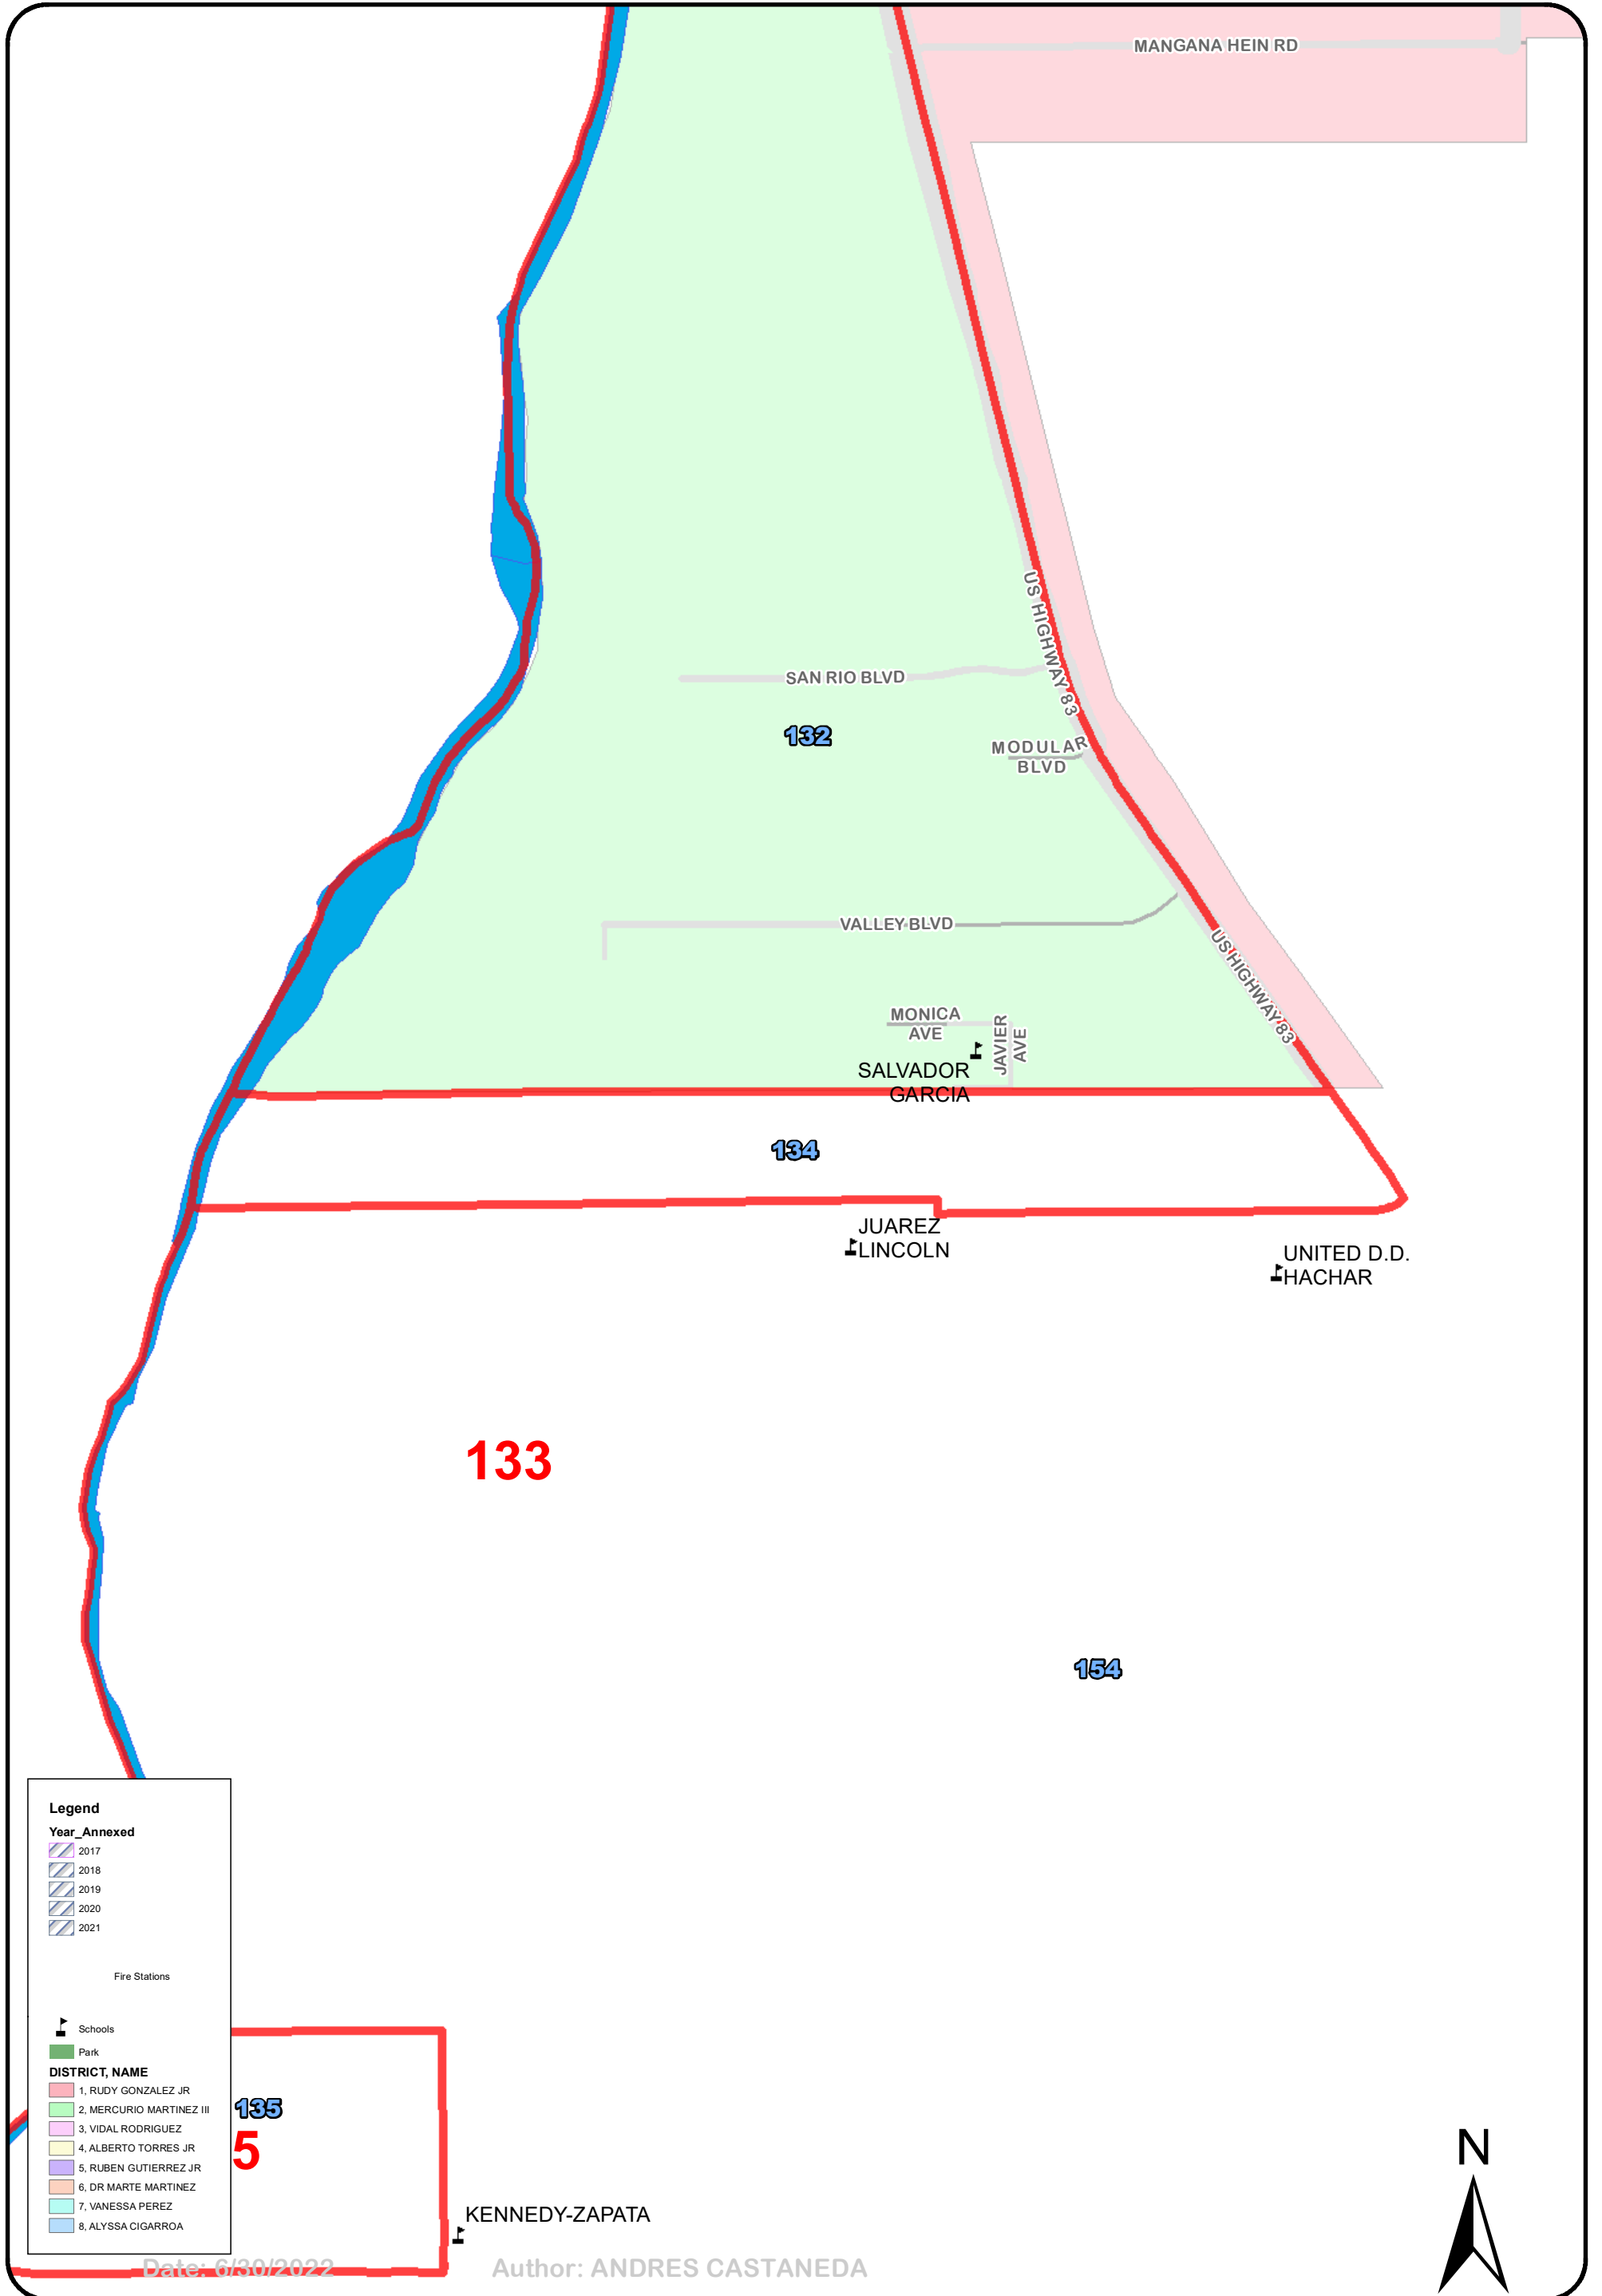 MANGANA HEIN RD
US HIGHWAY 83
SAN RIO BLVD
132
MODULAR
BLVD
VALLEY BLVD
US HIGHWAY 83
MONICA
AVE
JAVIER
AVE
SALVADOR
GARCIA
134
JUAREZ
LINCOLN
UNITED D.D.
HACHAR
133
154
Legend
Year_Annexed
2017
2018
2019
2020
2021
Fire Stations
Schools
Park
DISTRICT, NAME
1, RUDY GONZALEZ JR
2, MERCURIO MARTINEZ III
3, VIDAL RODRIGUEZ
4, ALBERTO TORRES JR
5, RUBEN GUTIERREZ JR
6, DR MARTE MARTINEZ
7, VANESSA PEREZ
8, ALYSSA CIGARROA
135
5
KENNEDY-ZAPATA
N
Date: 6/30/2022
Author: ANDRES CASTANEDA